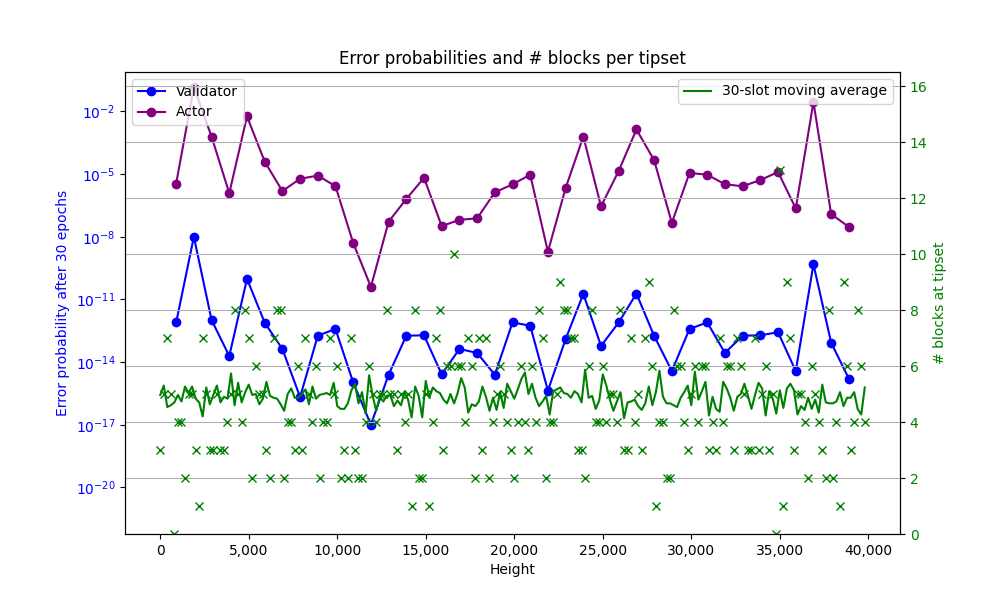 Error probabilities and # blocks per tipset
Validator
Actor
30-slot moving average
10⁻²
10⁻⁵
10⁻⁸
10⁻¹¹
10⁻¹⁴
10⁻¹⁷
10⁻²⁰
Error probability after 30 epochs
16
14
12
10
8
6
4
2
0
# blocks at tipset
0 5,000 10,000 15,000 20,000 25,000 30,000 35,000 40,000
Height